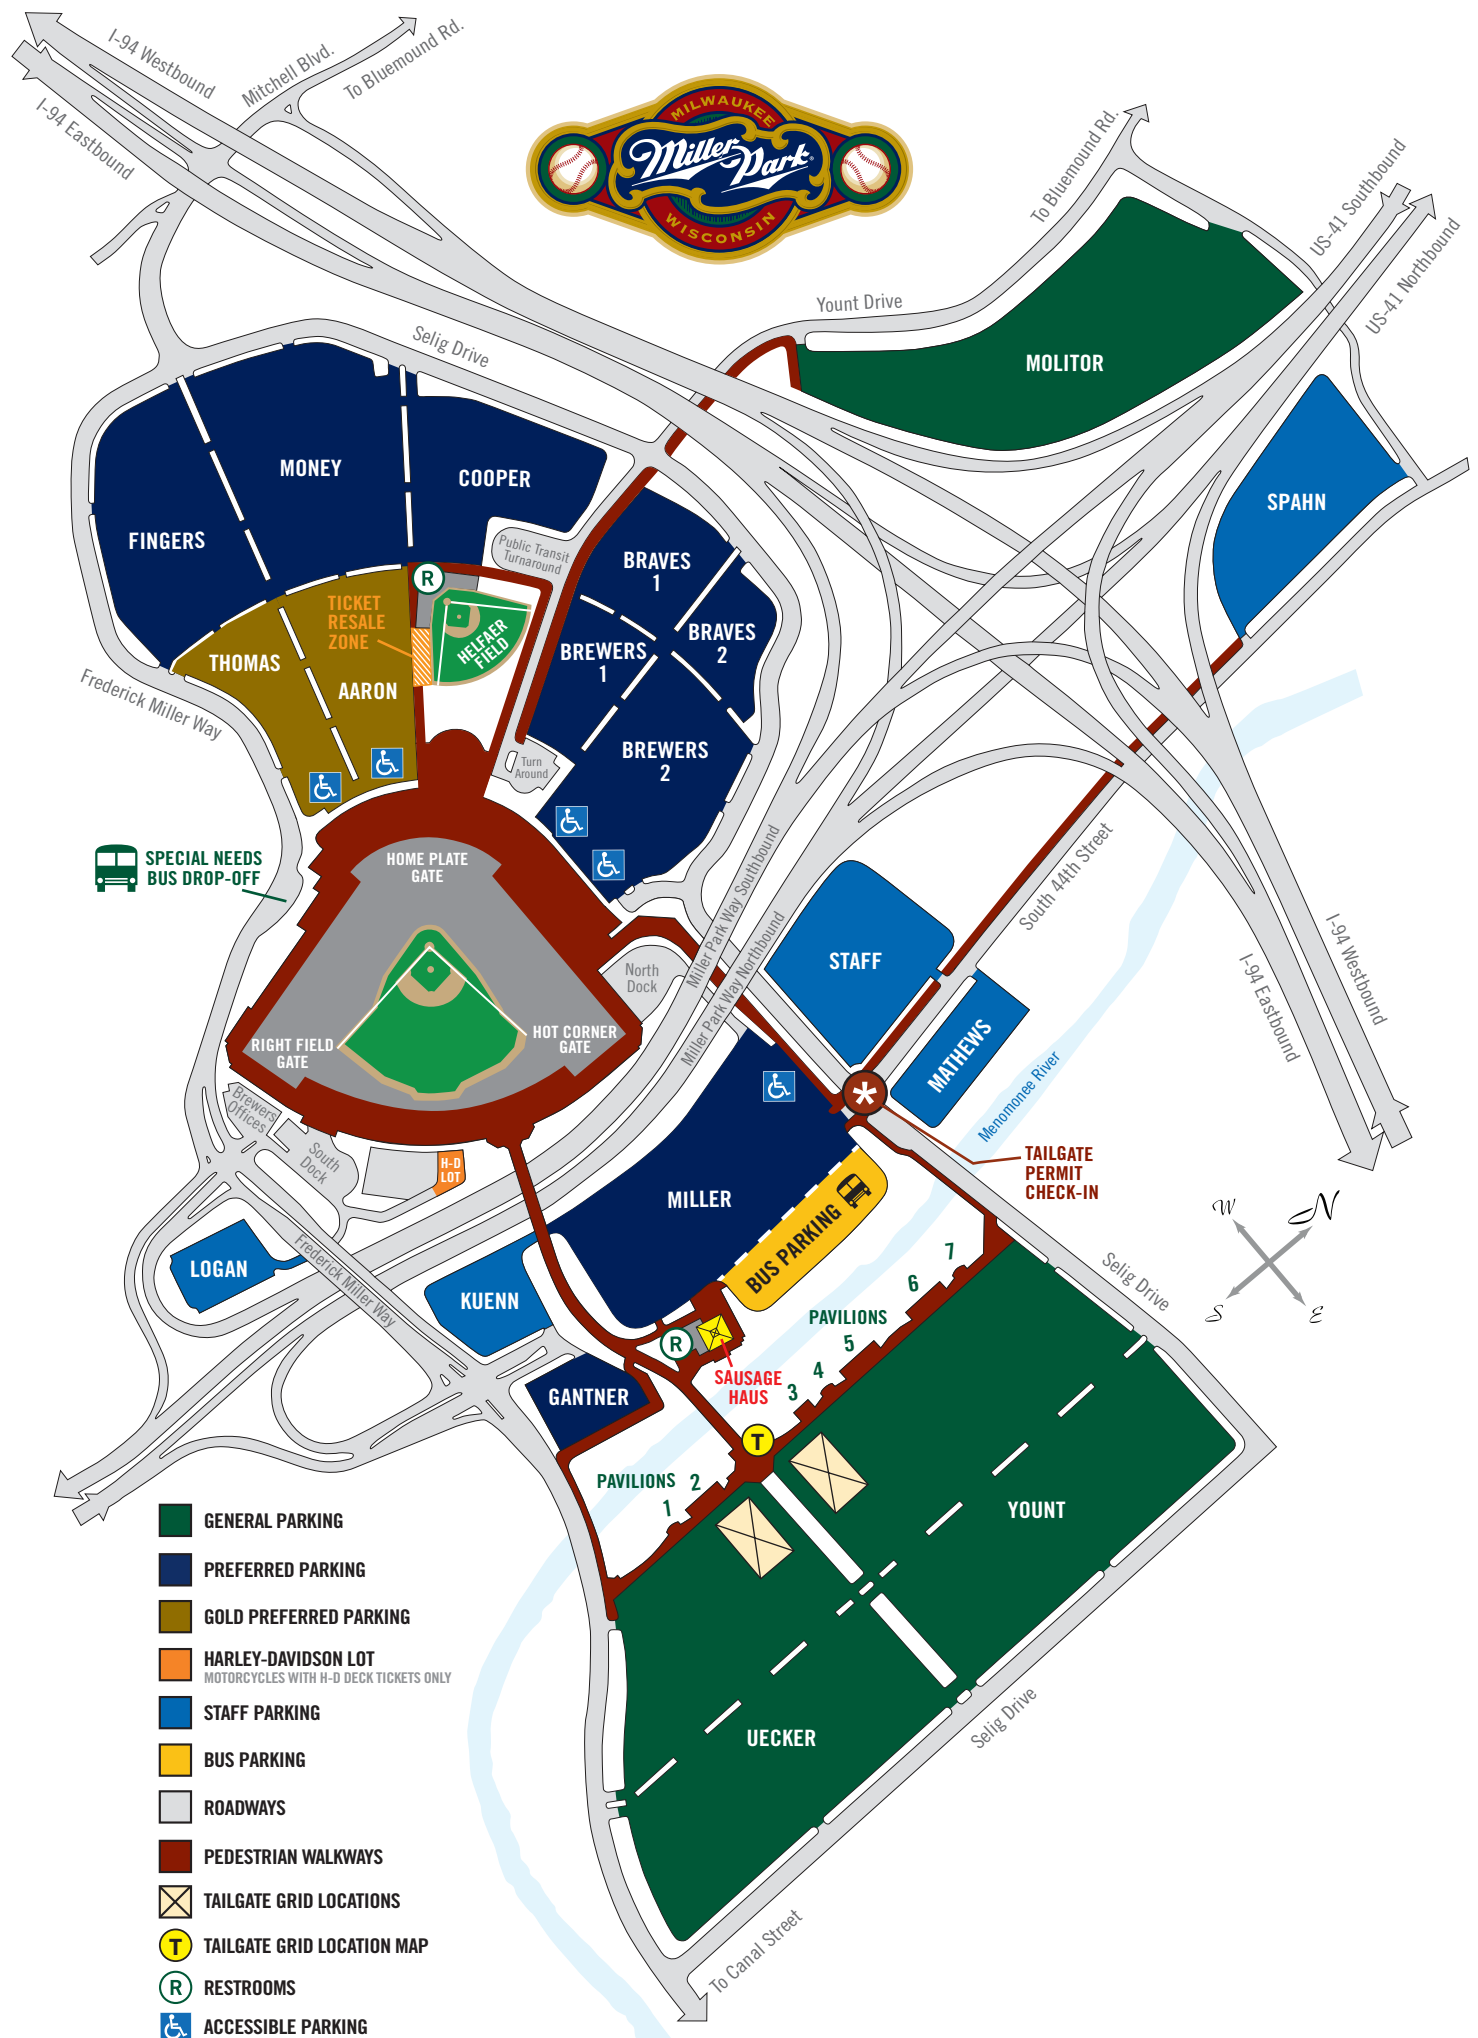 I-94 Westbound
Mitchell Blvd.
To Bluemound Rd.
I-94 Eastbound
MILWAUKEE
Miller Park
WISCONSIN
To Bluemound Rd.
US-41 Southbound
US-41 Northbound
Yount Drive
Selig Drive
MOLITOR
SPAHN
MONEY
COOPER
FINGERS
Public Transit
Turnaround
BRAVES
1
R
TICKET
RESALE
ZONE
HELFAER
FIELD
BRAVES
2
BREWERS
1
THOMAS
AARON
Frederick Miller Way
BREWERS
2
Turn
Around
SPECIAL NEEDS
BUS DROP-OFF
HOME PLATE
GATE
Miller Park Way Southbound
Miller Park Way Northbound
South 44th Street
STAFF
North
Dock
I-94 Westbound
I-94 Eastbound
RIGHT FIELD
GATE
HOT CORNER
GATE
MATHEWS
Menomonee River
*
Brewers
Offices
South
Dock
H-D
LOT
TAILGATE
PERMIT
CHECK-IN
MILLER
BUS PARKING
W
N
S
E
LOGAN
Frederick Miller Way
KUENN
7
6
PAVILIONS
5
4
3
Selig Drive
R
SAUSAGE
HAUS
GANTNER
T
PAVILIONS
2
1
YOUNT
UECKER
Selig Drive
To Canal Street
GENERAL PARKING
PREFERRED PARKING
GOLD PREFERRED PARKING
HARLEY-DAVIDSON LOT
MOTORCYCLES WITH H-D DECK TICKETS ONLY
STAFF PARKING
BUS PARKING
ROADWAYS
PEDESTRIAN WALKWAYS
TAILGATE GRID LOCATIONS
T TAILGATE GRID LOCATION MAP
R RESTROOMS
ACCESSIBLE PARKING